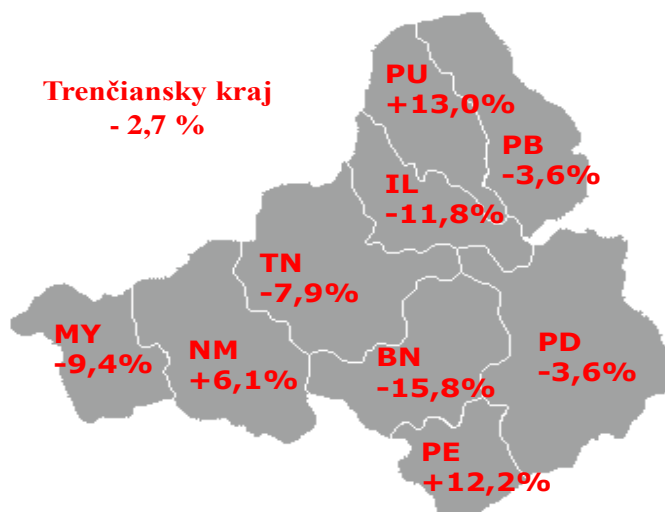 Trenčiansky kraj
- 2,7 %
PU
+13,0%
PB
-3,6%
IL
-11,8%
TN
-7,9%
MY
-9,4%
NM
+6,1%
BN
-15,8%
PD
-3,6%
PE
+12,2%